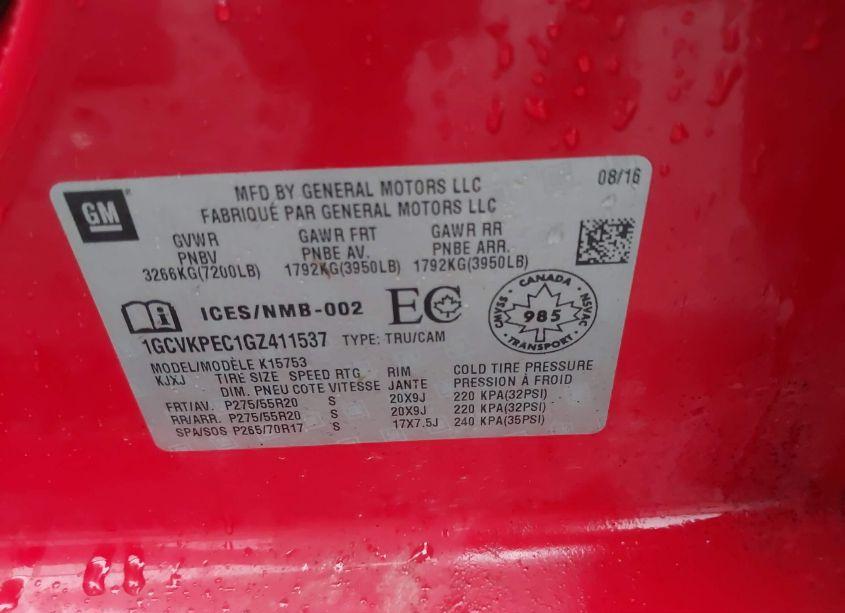 GM
MFD BY GENERAL MOTORS LLC
FABRIQUÉ PAR GENERAL MOTORS LLC
08/16
GVWR GAWR FRT GAWR RR
PNBV PNBE AV. PNBE ARR.
3266KG(7200LB) 1792KG(3950LB) 1792KG(3950LB)
ICES/NMB-002 EC CANADA CMVSS NSVAC 985 TRANSPORT
1GCVKPEC1GZ411537 TYPE: TRU/CAM
MODEL/MODÈLE K15753
KJXJ TIRE SIZE SPEED RTG RIM COLD TIRE PRESSURE
DIM. PNEU COTE VITESSE JANTE PRESSION À FROID
FRT/AV. P275/55R20 S 20X9J 220 KPA(32PSI)
RR/ARR. P275/55R20 S 20X9J 220 KPA(32PSI)
SPA/SOS P265/70R17 S 17X7.5J 240 KPA(35PSI)